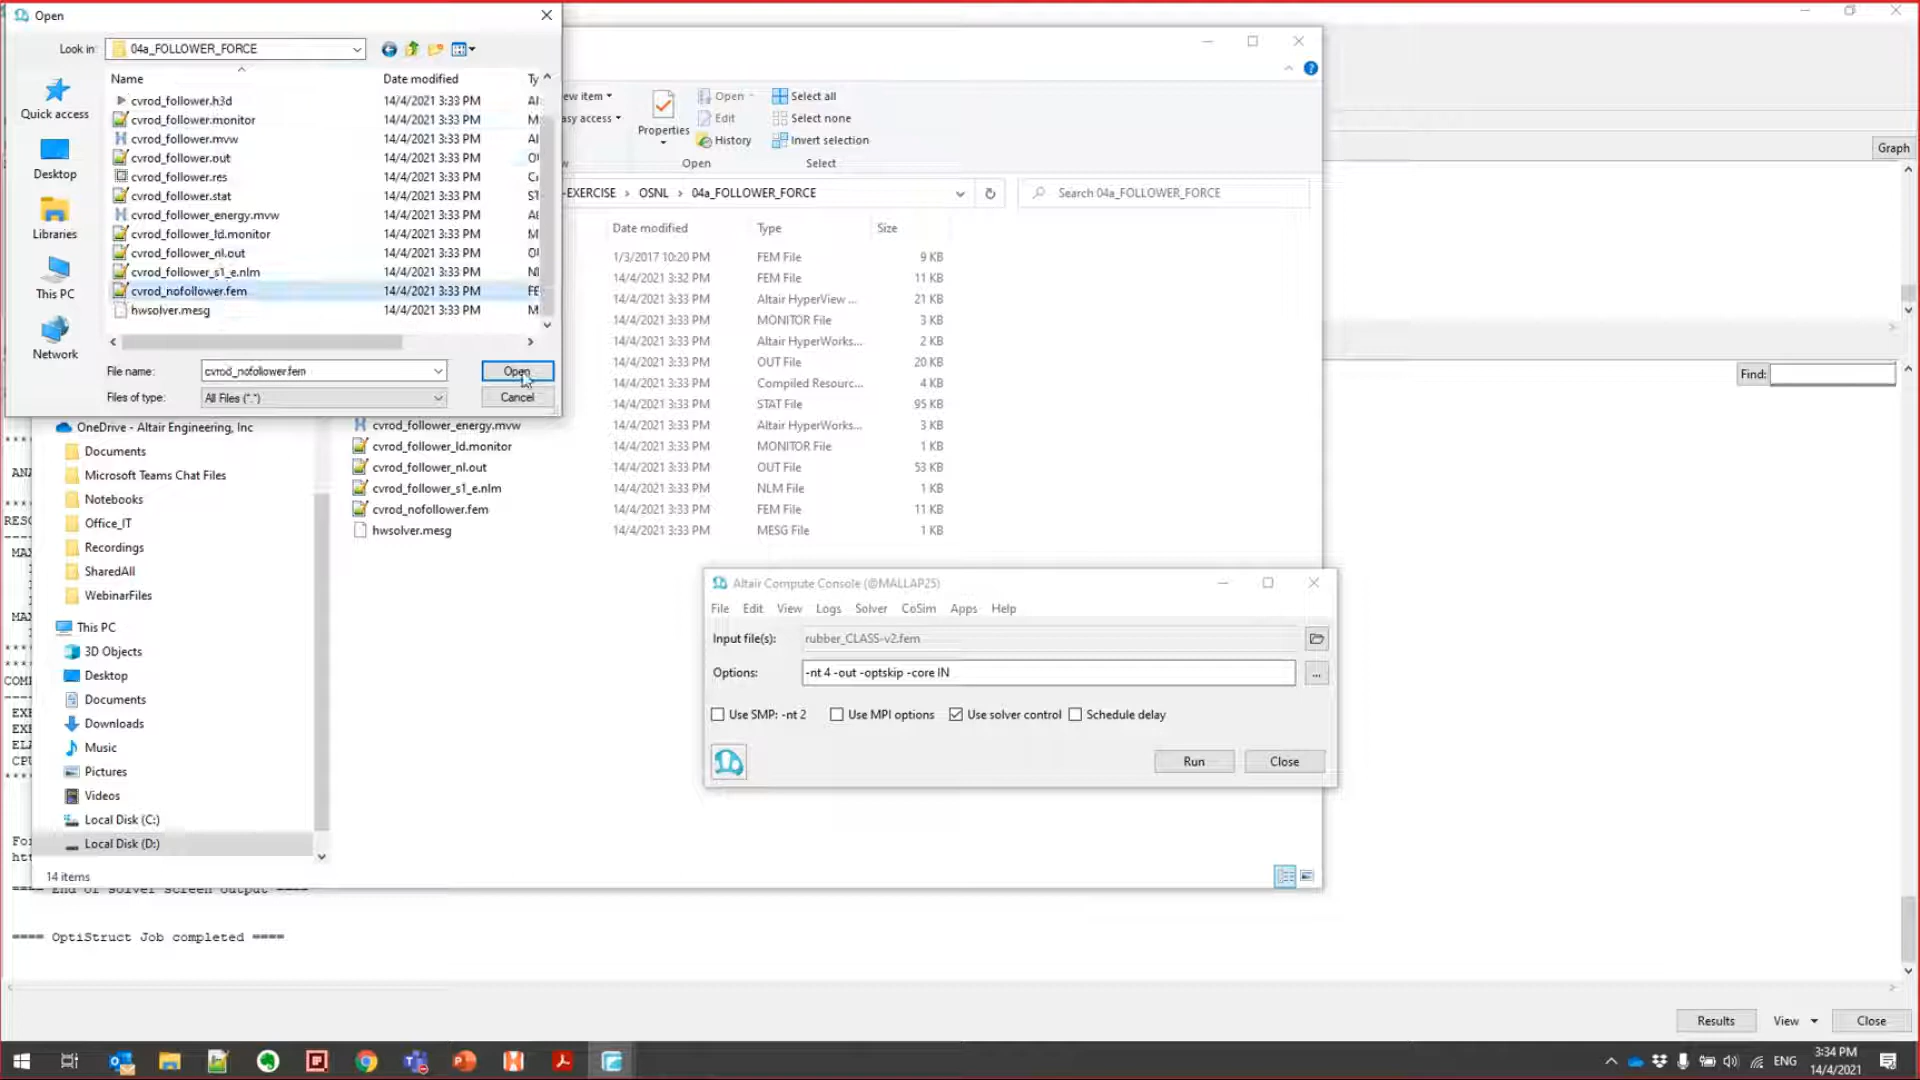 Open
Look in:
04a_FOLLOWER_FORCE
Name
Date modified
Ty
cvrod_follower.h3d
14/4/2021 3:33 PM
Al
cvrod_follower.monitor
14/4/2021 3:33 PM
M
cvrod_follower.mvw
14/4/2021 3:33 PM
Al
cvrod_follower.out
14/4/2021 3:33 PM
cvrod_follower.res
14/4/2021 3:33 PM
cvrod_follower.stat
14/4/2021 3:33 PM
ST
cvrod_follower_energy.mvw
14/4/2021 3:33 PM
Al
cvrod_follower_ld.monitor
14/4/2021 3:33 PM
M
cvrod_follower_nl.out
14/4/2021 3:33 PM
cvrod_follower_s1_e.nlm
14/4/2021 3:33 PM
cvrod_nofollower.fem
14/4/2021 3:33 PM
FE
hwsolver.mesg
14/4/2021 3:33 PM
M
Quick access
Desktop
Libraries
This PC
Network
File name:
cvrod_nofollower.fem
Open
Files of type:
All Files (*.*)
Cancel
ew item
asy access
Properties
Open
Edit
History
Open
Select all
Select none
Invert selection
Select
-EXERCISE > OSNL > 04a_FOLLOWER_FORCE
Search 04a_FOLLOWER_FORCE
Date modified
Type
Size
1/3/2017 10:20 PM
FEM File
9 KB
14/4/2021 3:32 PM
FEM File
11 KB
14/4/2021 3:33 PM
Altair HyperView ...
21 KB
14/4/2021 3:33 PM
MONITOR File
3 KB
14/4/2021 3:33 PM
Altair HyperWorks...
2 KB
14/4/2021 3:33 PM
OUT File
20 KB
14/4/2021 3:33 PM
Compiled Resourc...
4 KB
14/4/2021 3:33 PM
STAT File
95 KB
cvrod_follower_energy.mvw
14/4/2021 3:33 PM
Altair HyperWorks...
3 KB
cvrod_follower_ld.monitor
14/4/2021 3:33 PM
MONITOR File
1 KB
cvrod_follower_nl.out
14/4/2021 3:33 PM
OUT File
53 KB
cvrod_follower_s1_e.nlm
14/4/2021 3:33 PM
NLM File
1 KB
cvrod_nofollower.fem
14/4/2021 3:33 PM
FEM File
11 KB
hwsolver.mesg
14/4/2021 3:33 PM
MESG File
1 KB
OneDrive - Altair Engineering, Inc
Documents
Microsoft Teams Chat Files
Notebooks
Office_IT
Recordings
SharedAll
WebinarFiles
This PC
3D Objects
Desktop
Documents
Downloads
Music
Pictures
Videos
Local Disk (C:)
Local Disk (D:)
14 items
Altair Compute Console (@MALLAP25)
File Edit View Logs Solver CoSim Apps Help
Input file(s):
rubber_CLASS-v2.fem
Options:
-nt 4 -out -optskip -core IN
...
Use SMP: -nt 2
Use MPI options
Use solver control
Schedule delay
Run
Close
Graph
Find:
==== End of solver screen output ====
==== OptiStruct Job completed ====
Results
View
Close
ENG
3:34 PM
14/4/2021